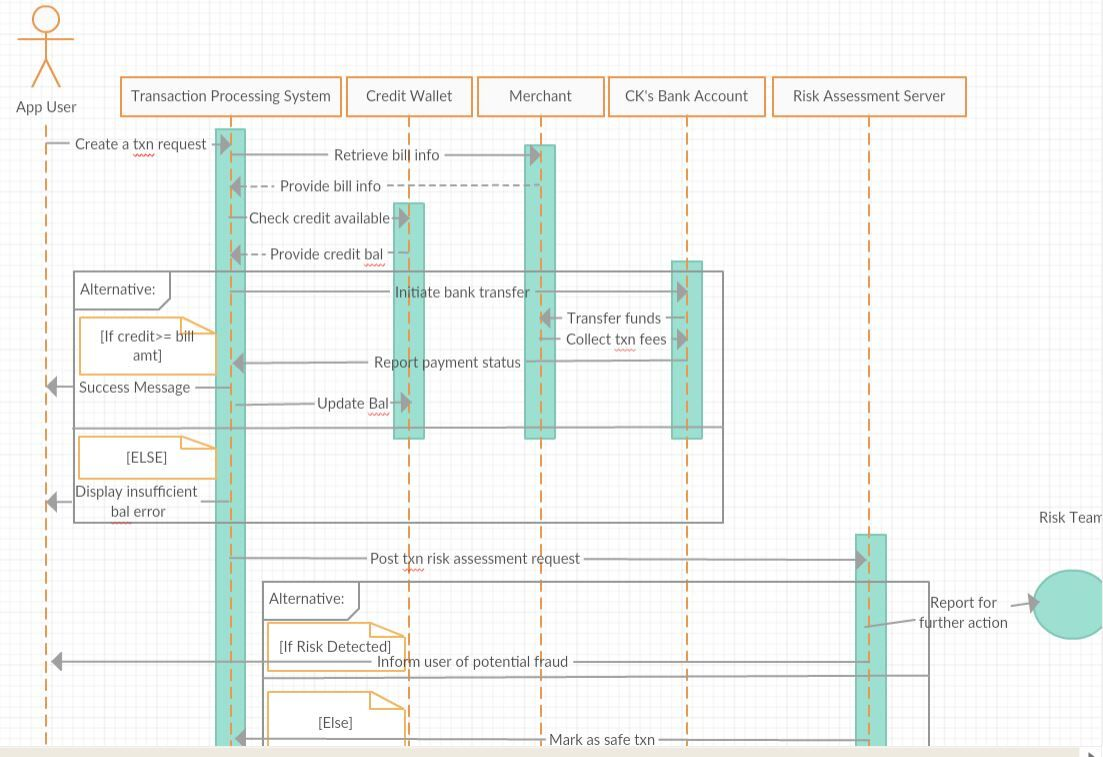 App User
Transaction Processing System
Credit Wallet
Merchant
CK's Bank Account
Risk Assessment Server
Create a txn request
Retrieve bill info
Provide bill info
Check credit available
Provide credit bal
Alternative:
Initiate bank transfer
[If credit>= bill
amt]
Transfer funds
Collect txn fees
Report payment status
Success Message
Update Bal
[ELSE]
Display insufficient
bal error
Risk Team
Post txn risk assessment request
Alternative:
Report for
further action
[If Risk Detected]
Inform user of potential fraud
[Else]
Mark as safe txn